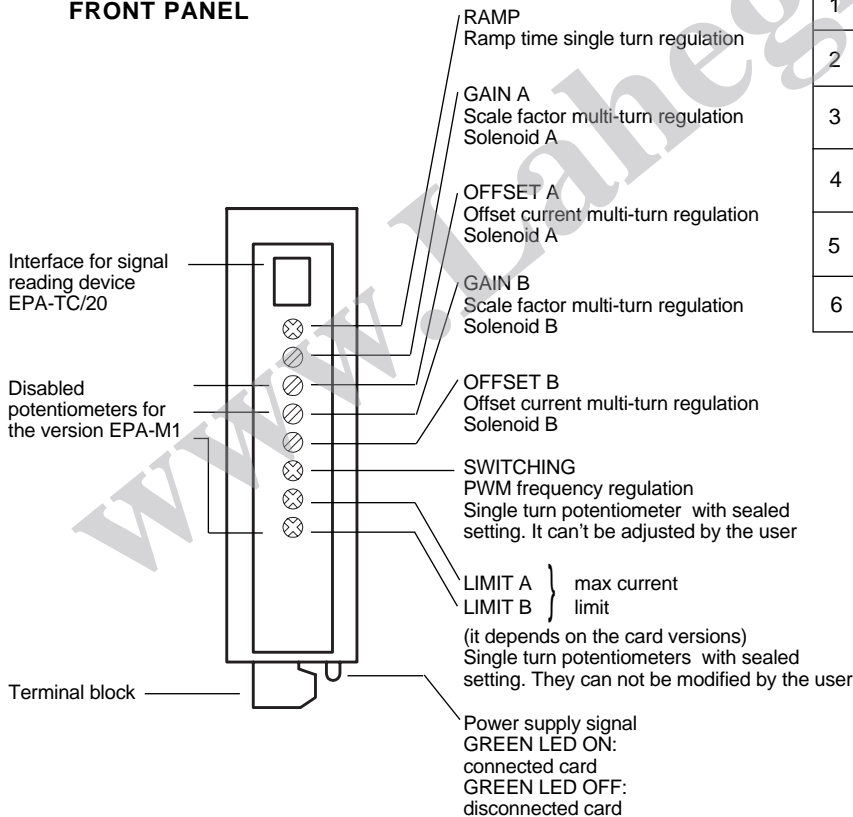 FRONT PANEL
RAMP
Ramp time single turn regulation
GAIN A
Scale factor multi-turn regulation
Solenoid A
OFFSET A
Offset current multi-turn regulation
Solenoid A
GAIN B
Scale factor multi-turn regulation
Solenoid B
OFFSET B
Offset current multi-turn regulation
Solenoid B
SWITCHING
PWM frequency regulation
Single turn potentiometer with sealed
setting. It can't be adjusted by the user
LIMIT A } max current
LIMIT B } limit
(it depends on the card versions)
Single turn potentiometers with sealed
setting. They can not be modified by the user
Power supply signal
GREEN LED ON:
connected card
GREEN LED OFF:
disconnected card
Interface for signal
reading device
EPA-TC/20
Disabled
potentiometers for
the version EPA-M1
Terminal block
1
2
3
4
5
6